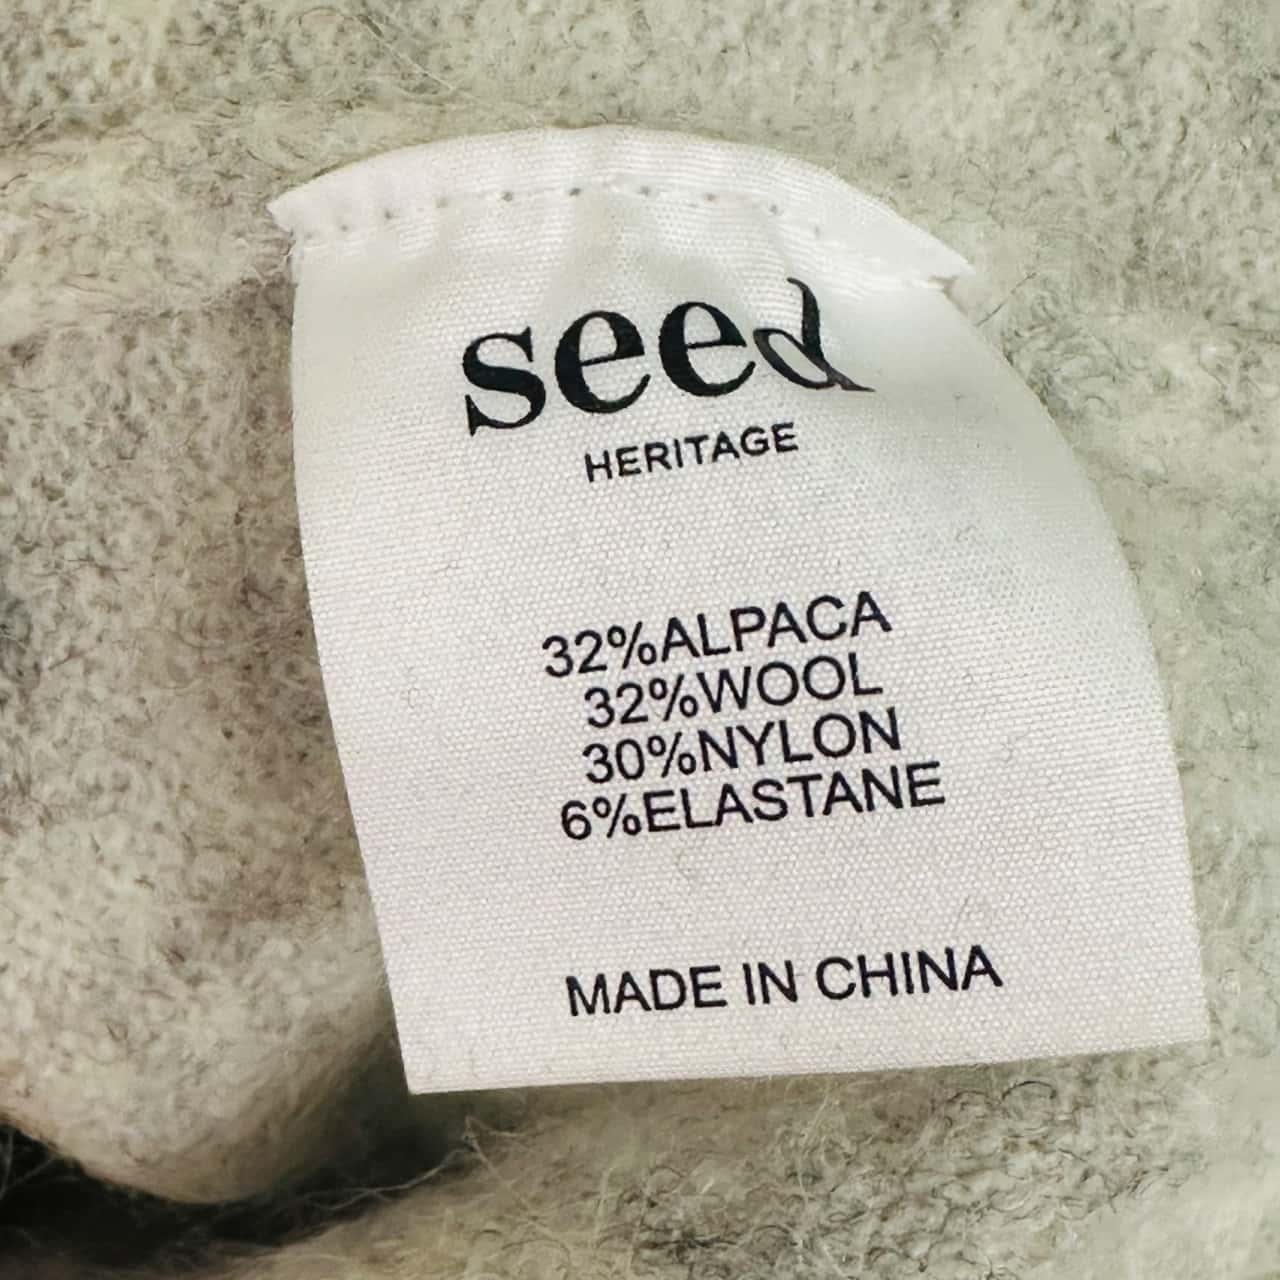 seed
HERITAGE
32%ALPACA
32%WOOL
30%NYLON
6%ELASTANE
MADE IN CHINA